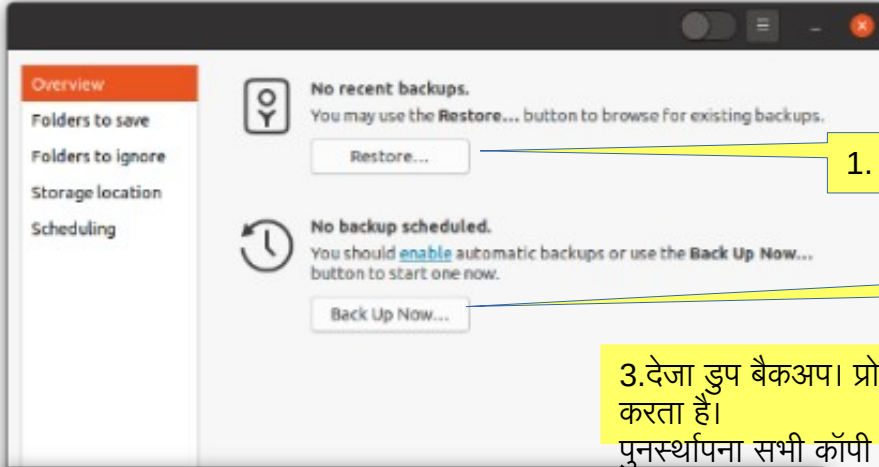 Overview
Folders to save
Folders to ignore
Storage location
Scheduling
No recent backups.
You may use the Restore... button to browse for existing backups.
Restore...
1.
No backup scheduled.
You should enable automatic backups or use the Back Up Now...
button to start one now.
Back Up Now...
3.देजा डुप बैकअप। प्रो
करता है।
पुनर्स्थापना सभी कॉपी